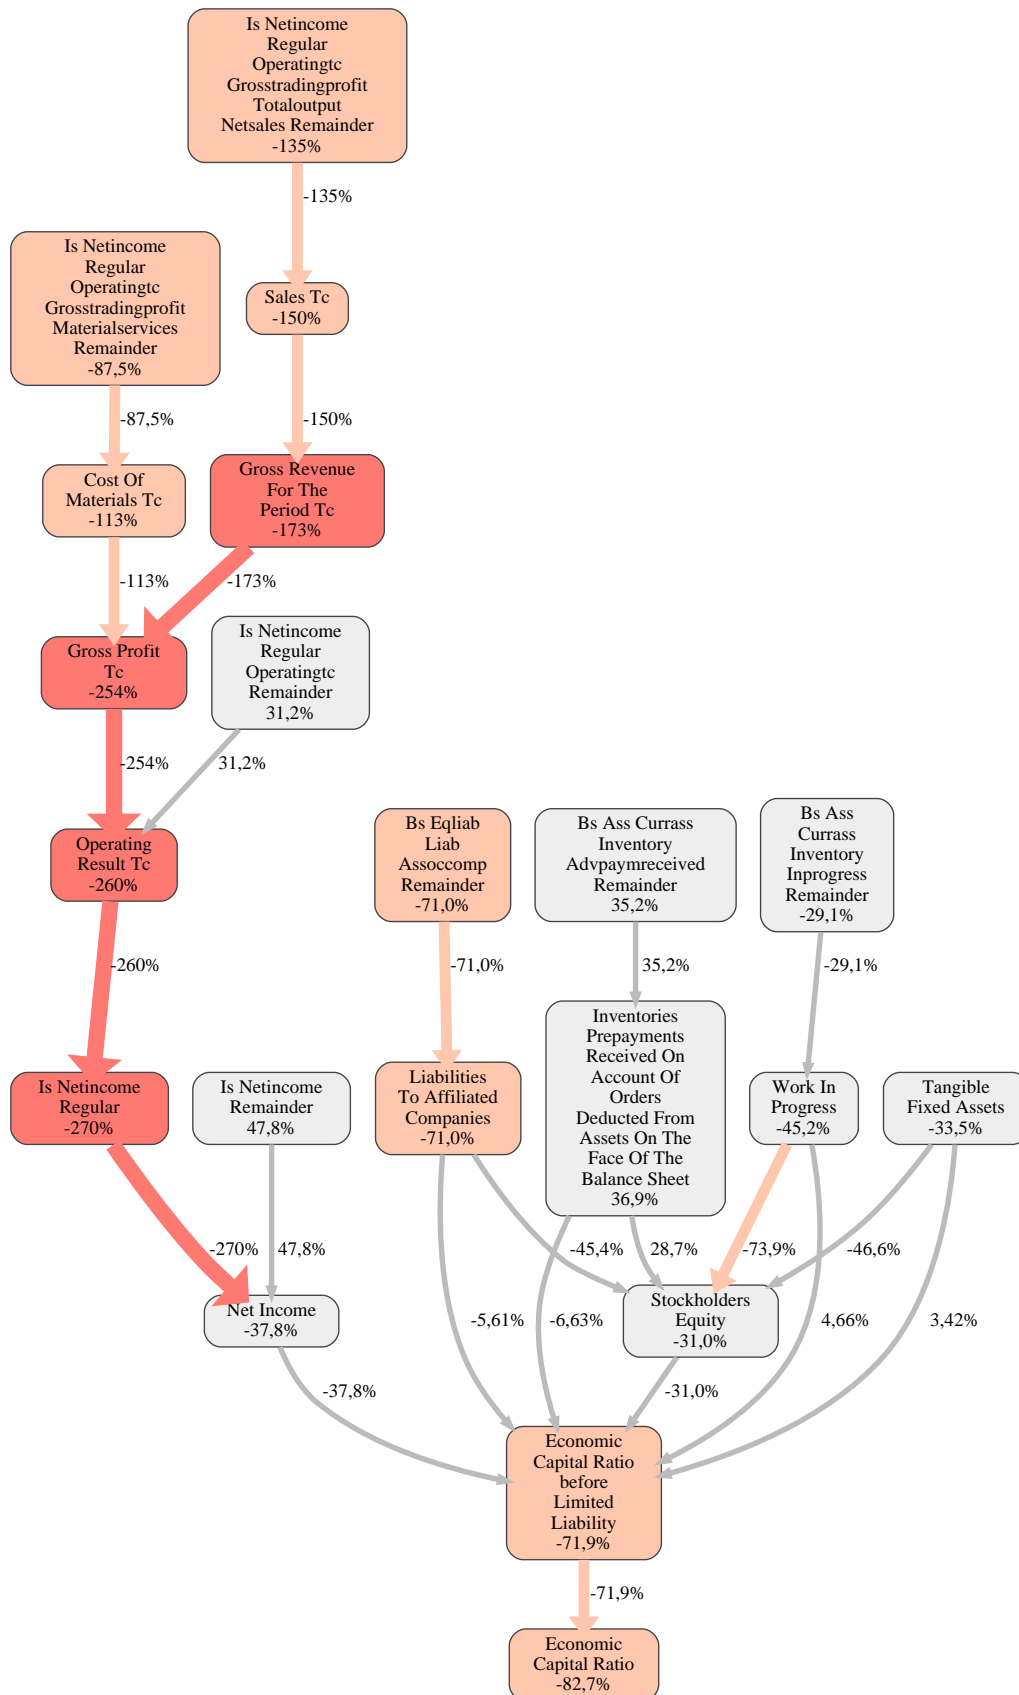 Is Netincome
Regular
Operatingtc
Grosstradingprofit
Totaloutput
Netsales Remainder
-135%
-135%
Is Netincome
Regular
Operatingtc
Grosstradingprofit
Materialservices
Remainder
-87,5%
Sales Tc
-150%
-87,5%
-150%
Cost Of
Materials Tc
-113%
Gross Revenue
For The
Period Tc
-173%
-113%
-173%
Gross Profit
Tc
-254%
Is Netincome
Regular
Operatingtc
Remainder
31,2%
-254%
31,2%
Operating
Result Tc
-260%
Bs Eqliab
Liab
Assoccomp
Remainder
-71,0%
Bs Ass Currass
Inventory
Advpaymreceived
Remainder
35,2%
Bs Ass
Currass
Inventory
Inprogress
Remainder
-29,1%
-260%
-71,0%
35,2%
-29,1%
Is Netincome
Regular
-270%
Is Netincome
Remainder
47,8%
Liabilities
To Affiliated
Companies
-71,0%
Inventories
Prepayments
Received On
Account Of
Orders
Deducted From
Assets On The
Face Of The
Balance Sheet
36,9%
Work In
Progress
-45,2%
Tangible
Fixed Assets
-33,5%
-270%
47,8%
-45,4%
28,7%
-73,9%
-46,6%
Net Income
-37,8%
-5,61%
-6,63%
Stockholders
Equity
-31,0%
4,66%
3,42%
-37,8%
-31,0%
Economic
Capital Ratio
before
Limited
Liability
-71,9%
-71,9%
Economic
Capital Ratio
-82,7%